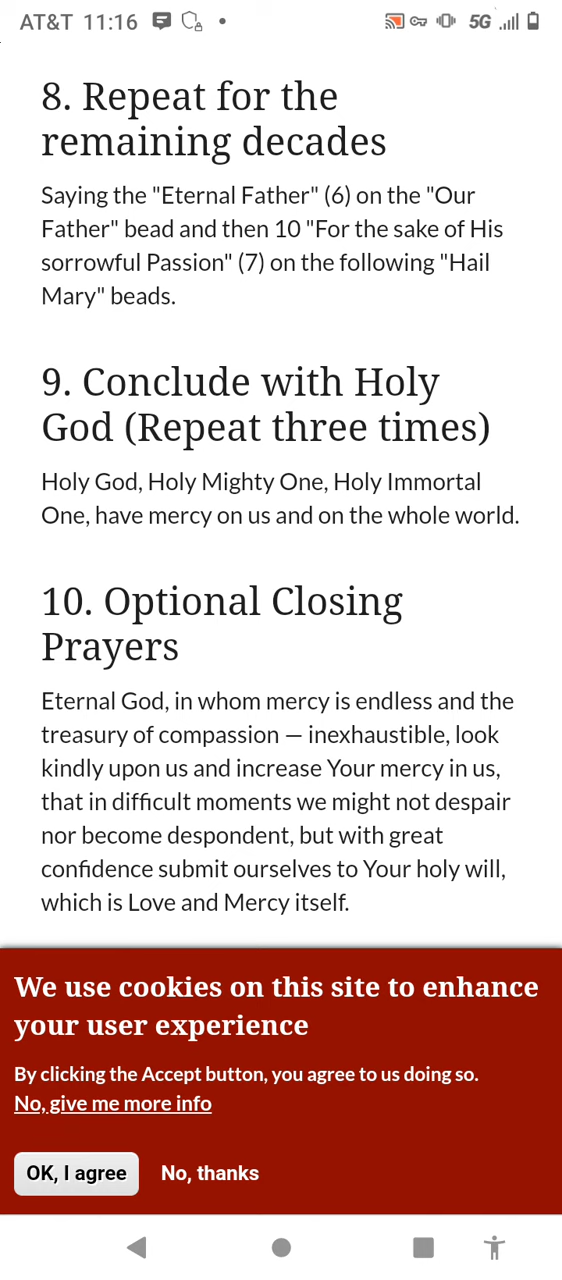 AT&T 11:16 5G
8. Repeat for the
remaining decades
Saying the "Eternal Father" (6) on the "Our
Father" bead and then 10 "For the sake of His
sorrowful Passion" (7) on the following "Hail
Mary" beads.
9. Conclude with Holy
God (Repeat three times)
Holy God, Holy Mighty One, Holy Immortal
One, have mercy on us and on the whole world.
10. Optional Closing
Prayers
Eternal God, in whom mercy is endless and the
treasury of compassion — inexhaustible, look
kindly upon us and increase Your mercy in us,
that in difficult moments we might not despair
nor become despondent, but with great
confidence submit ourselves to Your holy will,
which is Love and Mercy itself.
We use cookies on this site to enhance
your user experience
By clicking the Accept button, you agree to us doing so.
No, give me more info
OK, I agree No, thanks